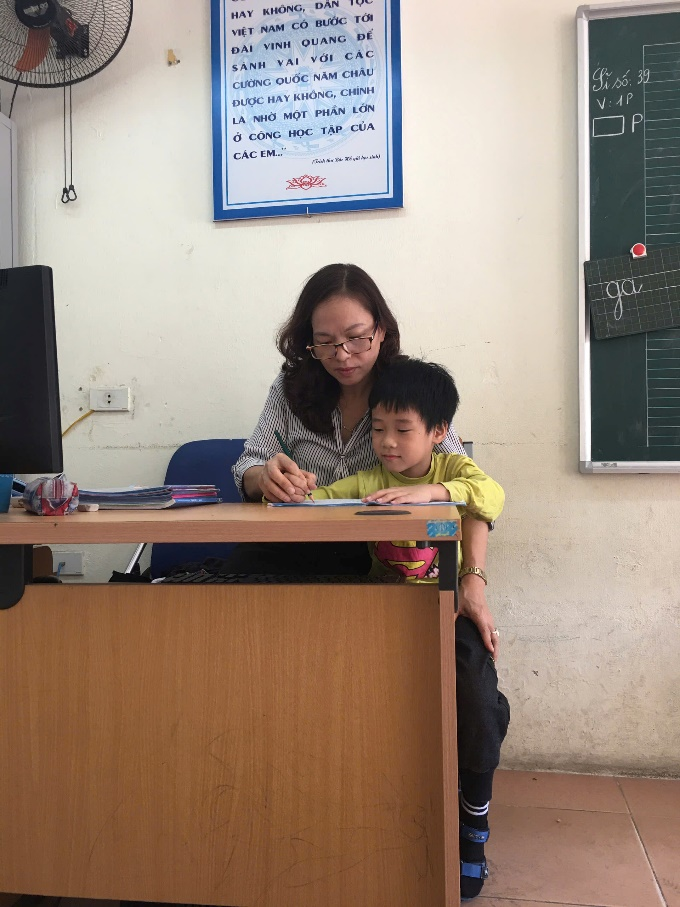 HAY KHÔNG, DÂN TỘC
VIỆT NAM CÓ BƯỚC TỚI
ĐÀI VINH QUANG ĐỂ
SÁNH VAI VỚI CÁC
CƯỜNG QUỐC NĂM CHÂU
ĐƯỢC HAY KHÔNG, CHÍNH
LÀ NHỜ MỘT PHẦN LỚN
Ở CÔNG HỌC TẬP CỦA
CÁC EM..."
(Trích thư Bác Hồ gửi học sinh)
Sĩ số: 39
V: 1P
P
ga